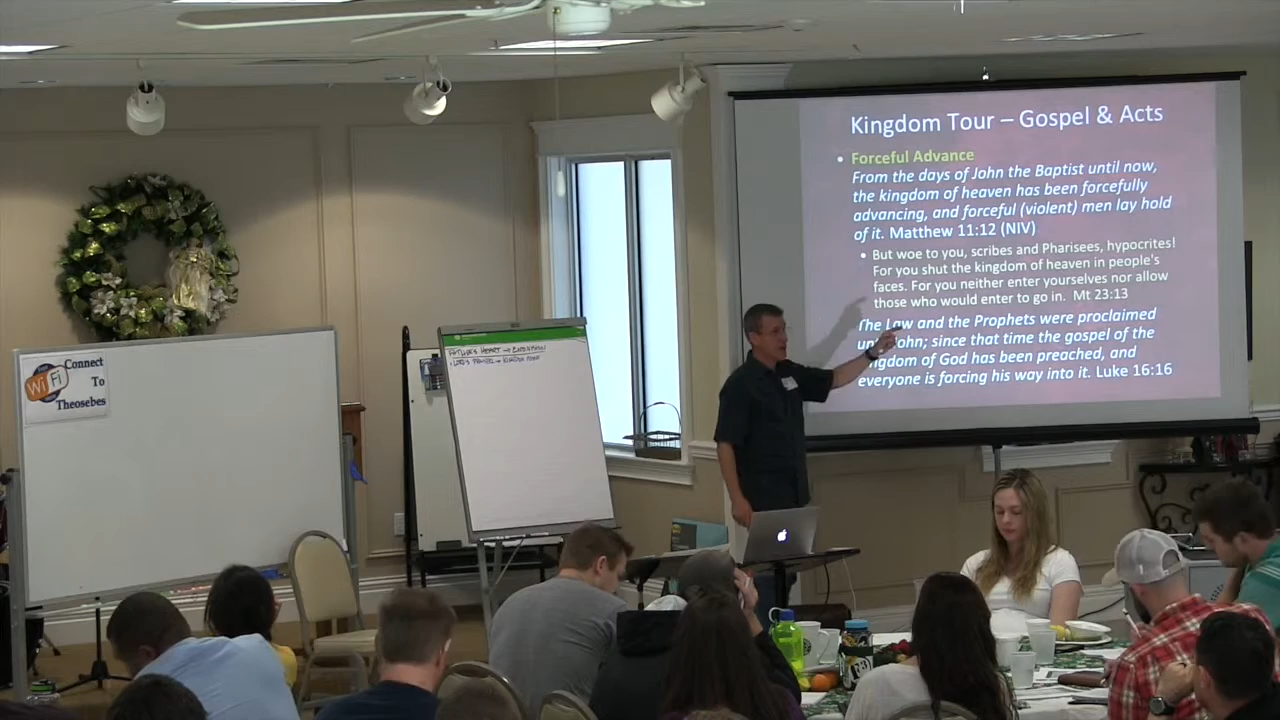 Kingdom Tour – Gospel & Acts
• Forceful Advance
From the days of John the Baptist until now,
the kingdom of heaven has been forcefully
advancing, and forceful (violent) men lay hold
of it. Matthew 11:12 (NIV)
• But woe to you, scribes and Pharisees, hypocrites!
For you shut the kingdom of heaven in people's
faces. For you neither enter yourselves nor allow
those who would enter to go in. Mt 23:13
The Law and the Prophets were proclaimed
John; since that time the gospel of the
of God has been preached, and
everyone is forcing his way into it. Luke 16:16
FATHER'S HEART →
LORD'S PRAYER →
WiFi
Connect
To
Theosebes